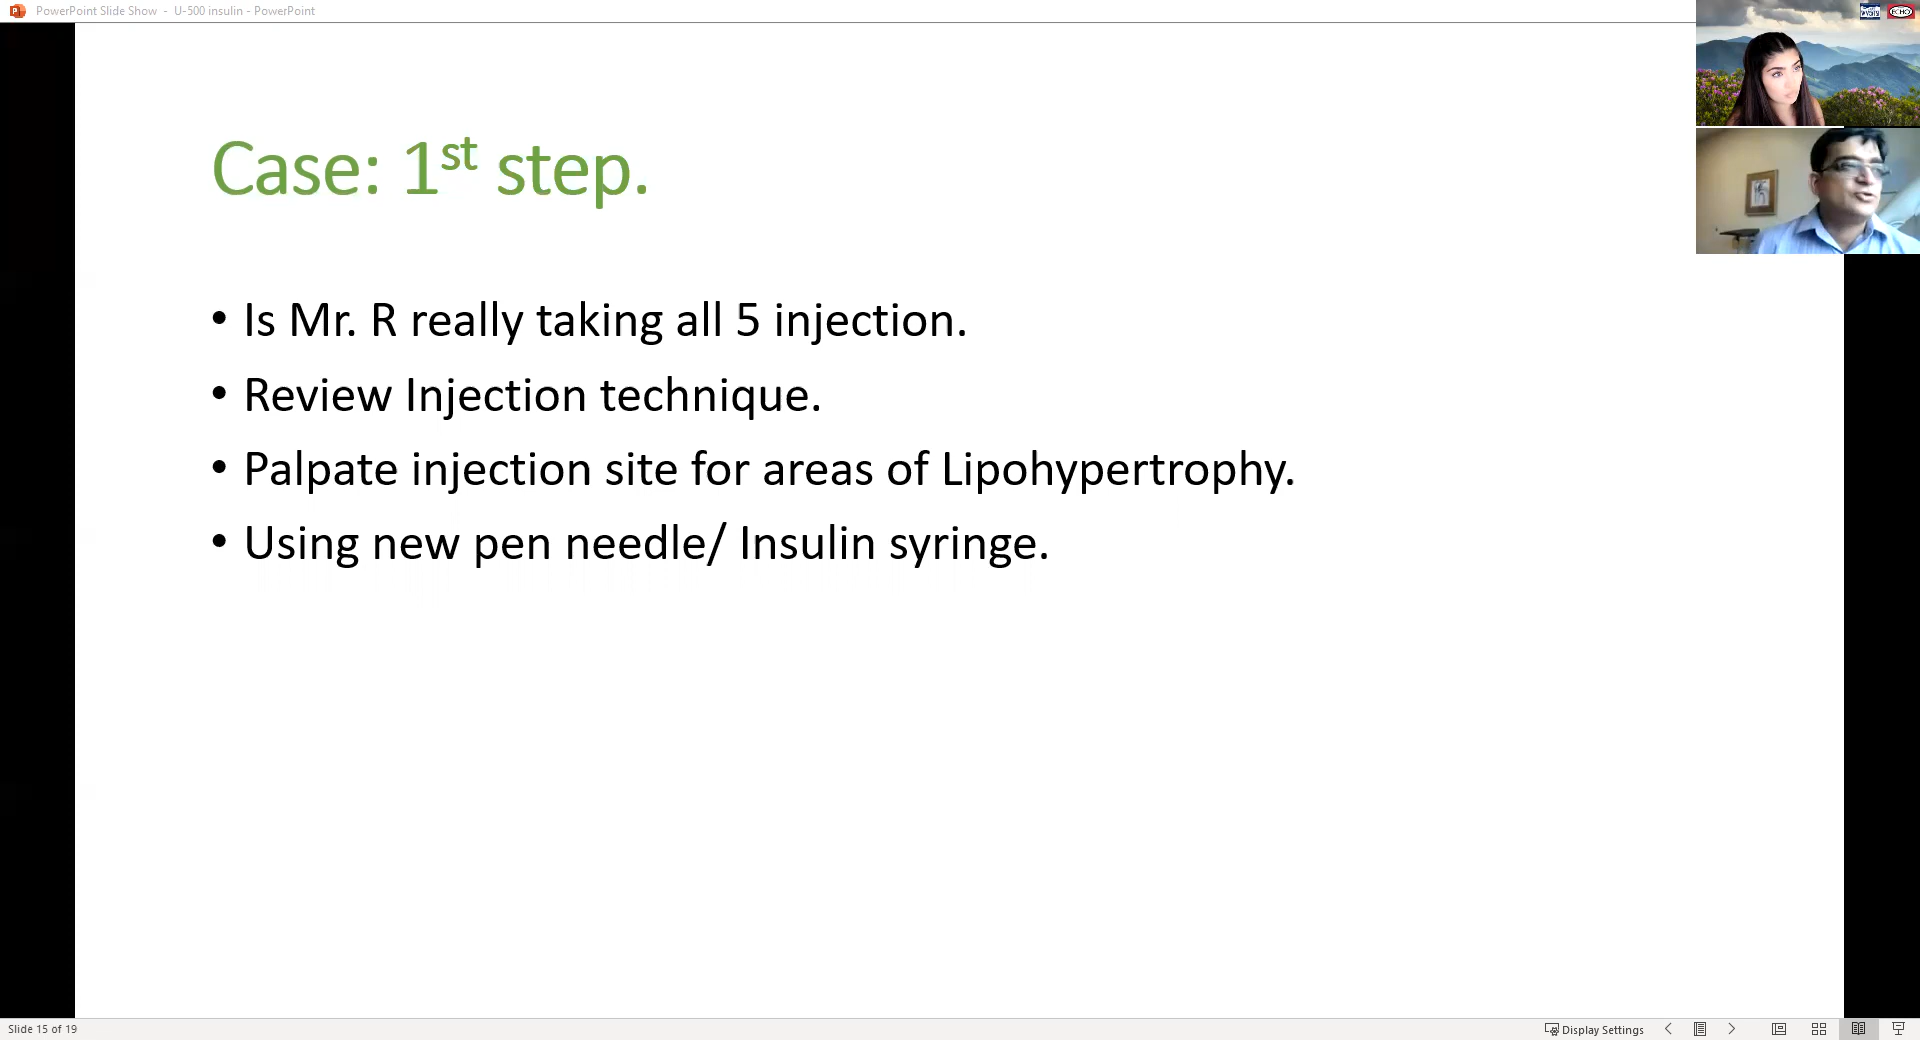 PowerPoint Slide Show - U-500 insulin - PowerPoint
ECHO
Case: 1st step.
• Is Mr. R really taking all 5 injection.
• Review Injection technique.
• Palpate injection site for areas of Lipohypertrophy.
• Using new pen needle/ Insulin syringe.
Slide 15 of 19
Display Settings